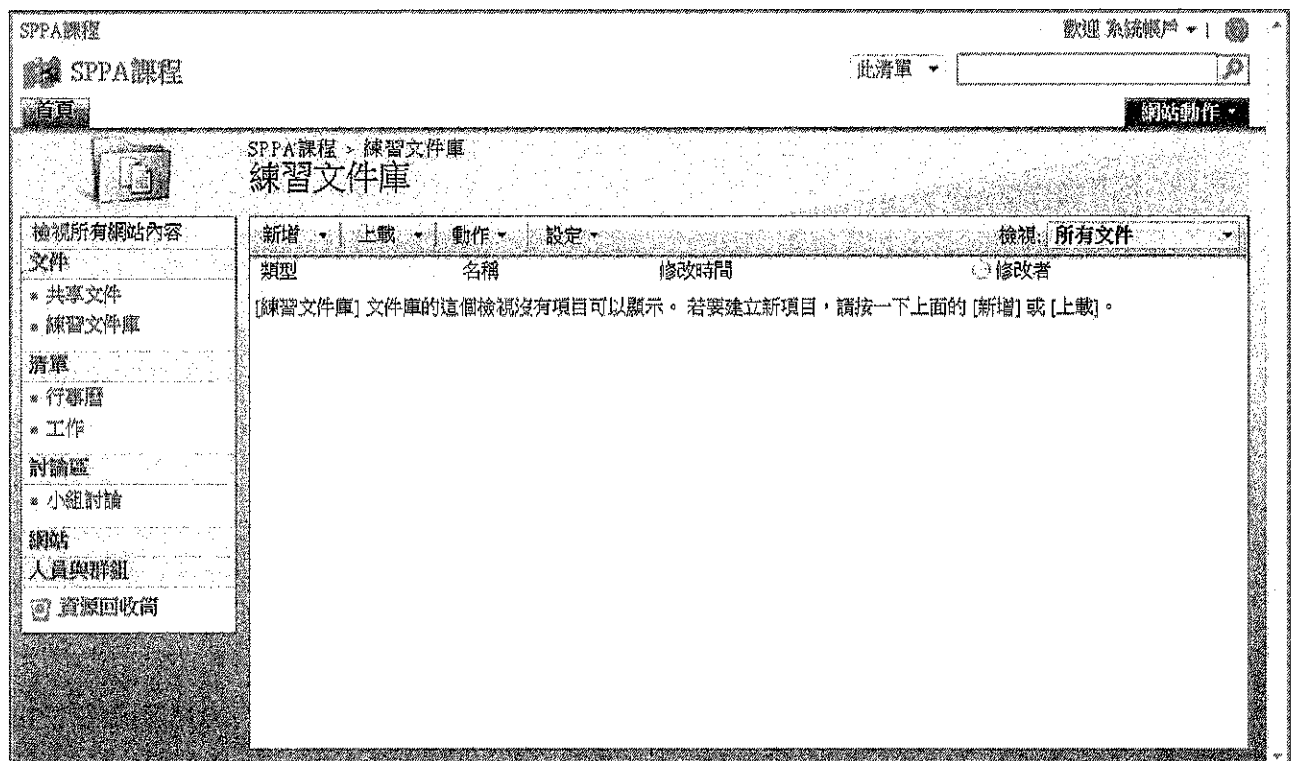 SPPA課程
歡迎 系統帳戶
SPPA課程
此清單
首頁
網站動作
SPPA課程 > 練習文件庫
練習文件庫
檢視所有網站內容
文件
共享文件
練習文件庫
清單
行事曆
工作
討論區
小組討論
網站
人員與群組
資源回收筒
新增 上載 動作 設定 檢視: 所有文件
類型 名稱 修改時間 修改者
[練習文件庫] 文件庫的這個檢視沒有項目可以顯示。 若要建立新項目，請按一下上面的 [新增] 或 [上載]。